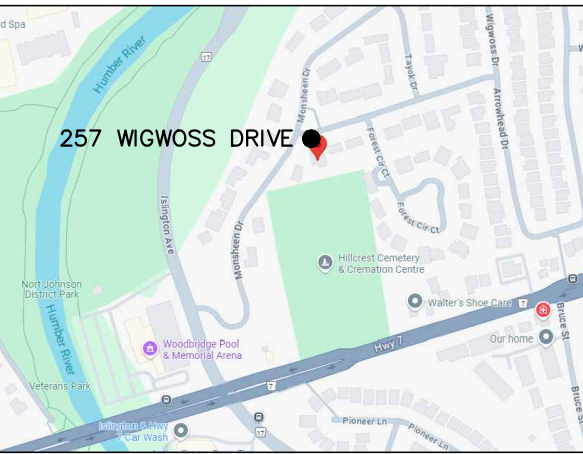 d Spa
Humber River
17
Monsheen Dr
Tayok Dr
Wigwoss Dr
Arrowhead Dr
257 WIGWOSS DRIVE
Forest Cir Ct
Forest Cir Ct
Islington Ave
Monsheen Dr
Hillcrest Cemetery
& Cremation Centre
Nort Johnson
District Park
Walter's Shoe Care
7
Bruce St
Humber River
Woodbridge Pool
& Memorial Arena
Hwy 7
Our home
Veterans Park
7
Bruce St
Islington & Hwy
7 Car Wash
17
Pioneer Ln
Pioneer Ln